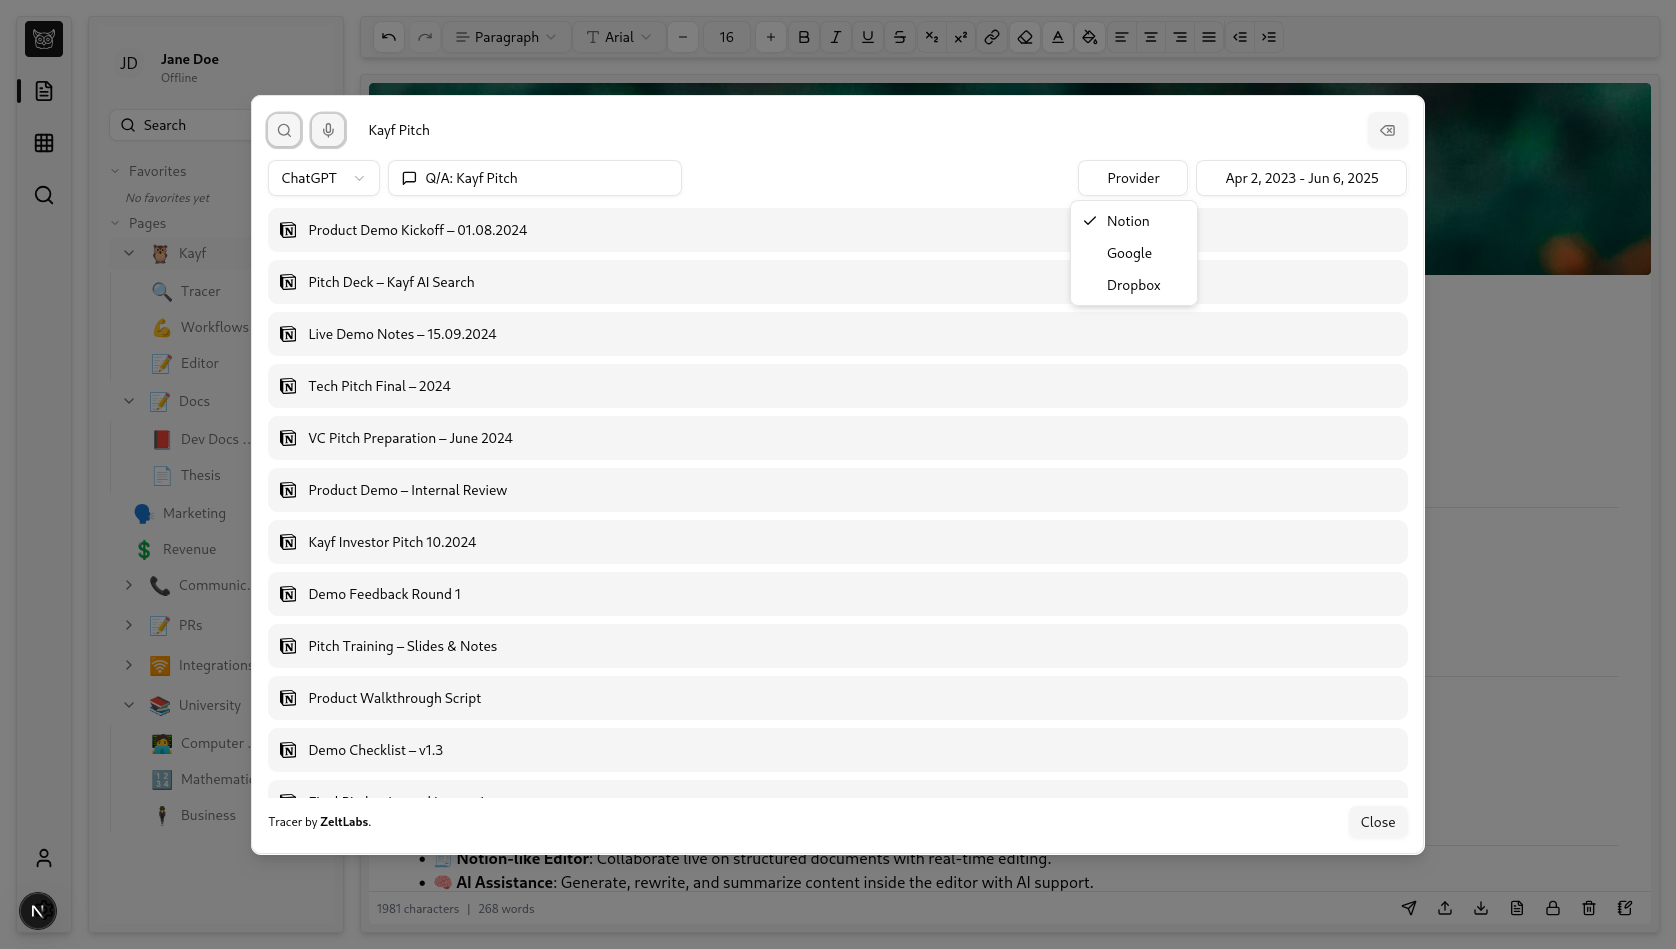 JD
Jane Doe
Offline
Search
Favorites
No favorites yet
Pages
Kayf
Tracer
Workflows
Editor
Docs
Dev Docs ...
Thesis
Marketing
Revenue
Communic...
PRs
Integrations
University
Computer ...
Mathemati
Business
N
Paragraph
Arial
16
Kayf Pitch
ChatGPT
Q/A: Kayf Pitch
Provider
Apr 2, 2023 - Jun 6, 2025
Notion
Google
Dropbox
Product Demo Kickoff – 01.08.2024
Pitch Deck – Kayf AI Search
Live Demo Notes – 15.09.2024
Tech Pitch Final – 2024
VC Pitch Preparation – June 2024
Product Demo – Internal Review
Kayf Investor Pitch 10.2024
Demo Feedback Round 1
Pitch Training – Slides & Notes
Product Walkthrough Script
Demo Checklist – v1.3
Tracer by ZeltLabs.
Close
Notion-like Editor: Collaborate live on structured documents with real-time editing.
AI Assistance: Generate, rewrite, and summarize content inside the editor with AI support.
1981 characters | 268 words